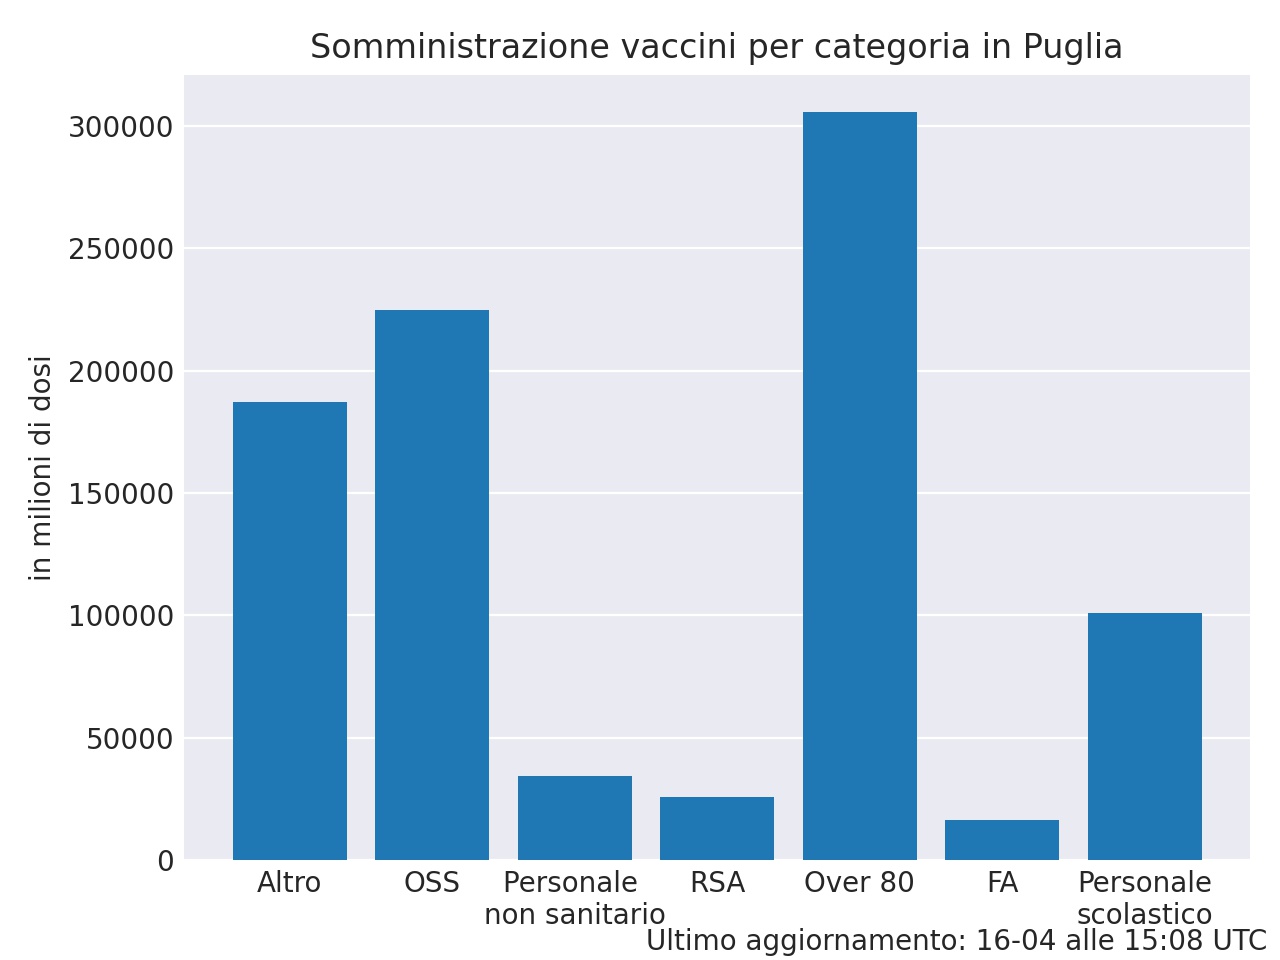 Somministrazione vaccini per categoria in Puglia
in milioni di dosi
300000
250000
200000
150000
100000
50000
0
Altro
OSS
Personale
non sanitario
RSA
Over 80
FA
Personale
scolastico
Ultimo aggiornamento: 16-04 alle 15:08 UTC